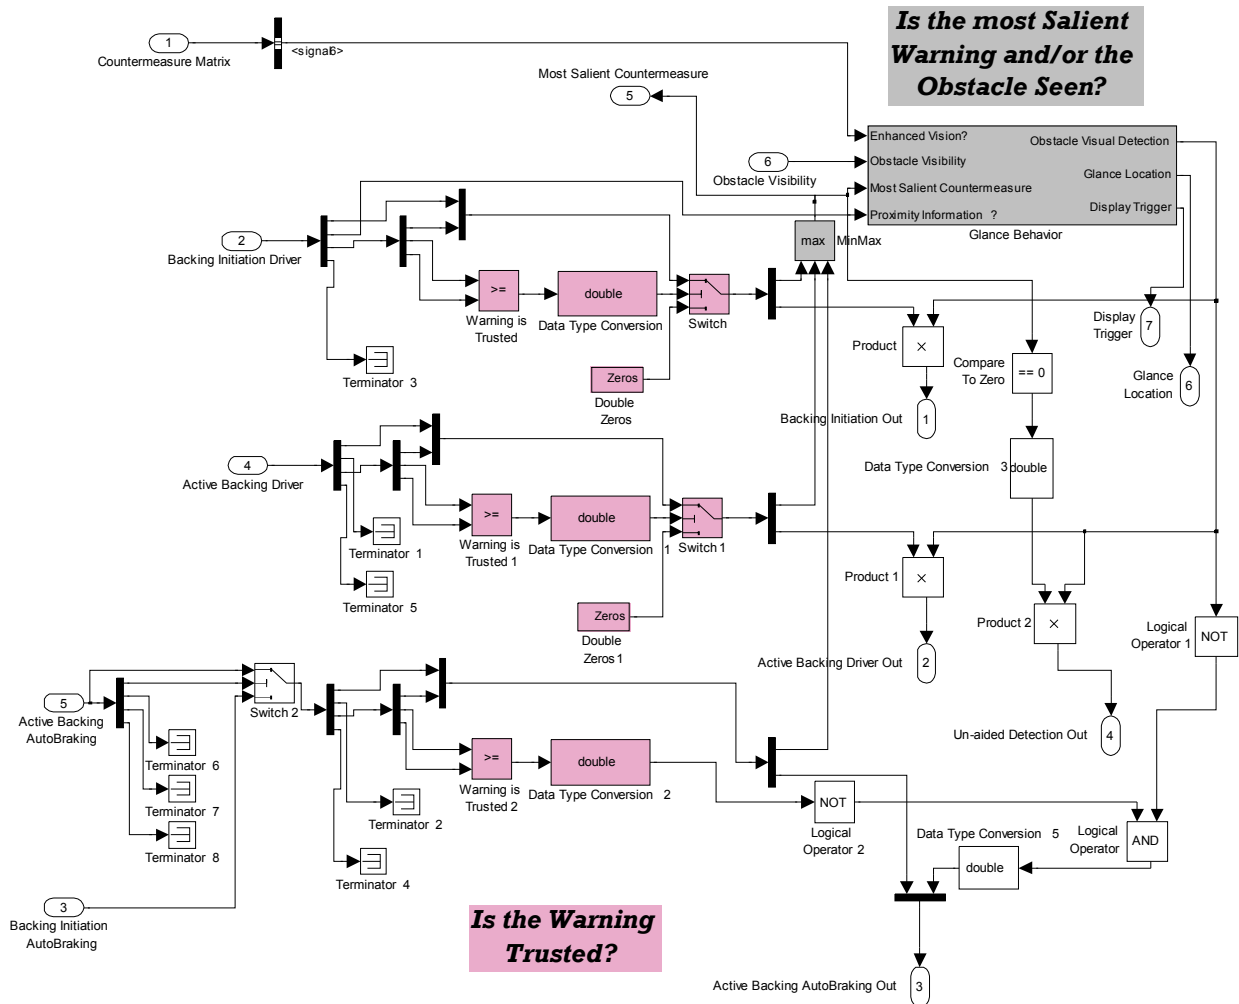 Is the most Salient
Warning and/or the
Obstacle Seen?
1
Countermeasure Matrix
<signal6>
Most Salient Countermeasure
5
6
Obstacle Visibility
Enhanced Vision?
Obstacle Visibility
Most Salient Countermeasure
Proximity Information ?
Obstacle Visual Detection
Glance Location
Display Trigger
Glance Behavior
max
MinMax
2
Backing Initiation Driver
>=
Warning is
Trusted
double
Data Type Conversion
Switch
Zeros
Double
Zeros
Terminator 3
Product
×
Backing Initiation Out
1
Compare
To Zero
== 0
Display
Trigger
7
Glance
Location
6
Data Type Conversion 3
double
4
Active Backing Driver
>=
Warning is
Trusted 1
double
Data Type Conversion 1
Switch 1
Zeros
Double
Zeros 1
Terminator 1
Terminator 5
Product 1
×
Active Backing Driver Out
2
Product 2
×
Un-aided Detection Out
4
Logical
Operator 1
NOT
5
Active Backing
AutoBraking
Switch 2
Terminator 6
Terminator 7
Terminator 8
>=
Warning is
Trusted 2
double
Data Type Conversion 2
Terminator 2
Terminator 4
NOT
Logical
Operator 2
Data Type Conversion 5
double
Logical
Operator
AND
3
Backing Initiation
AutoBraking
Is the Warning
Trusted?
Active Backing AutoBraking Out
3